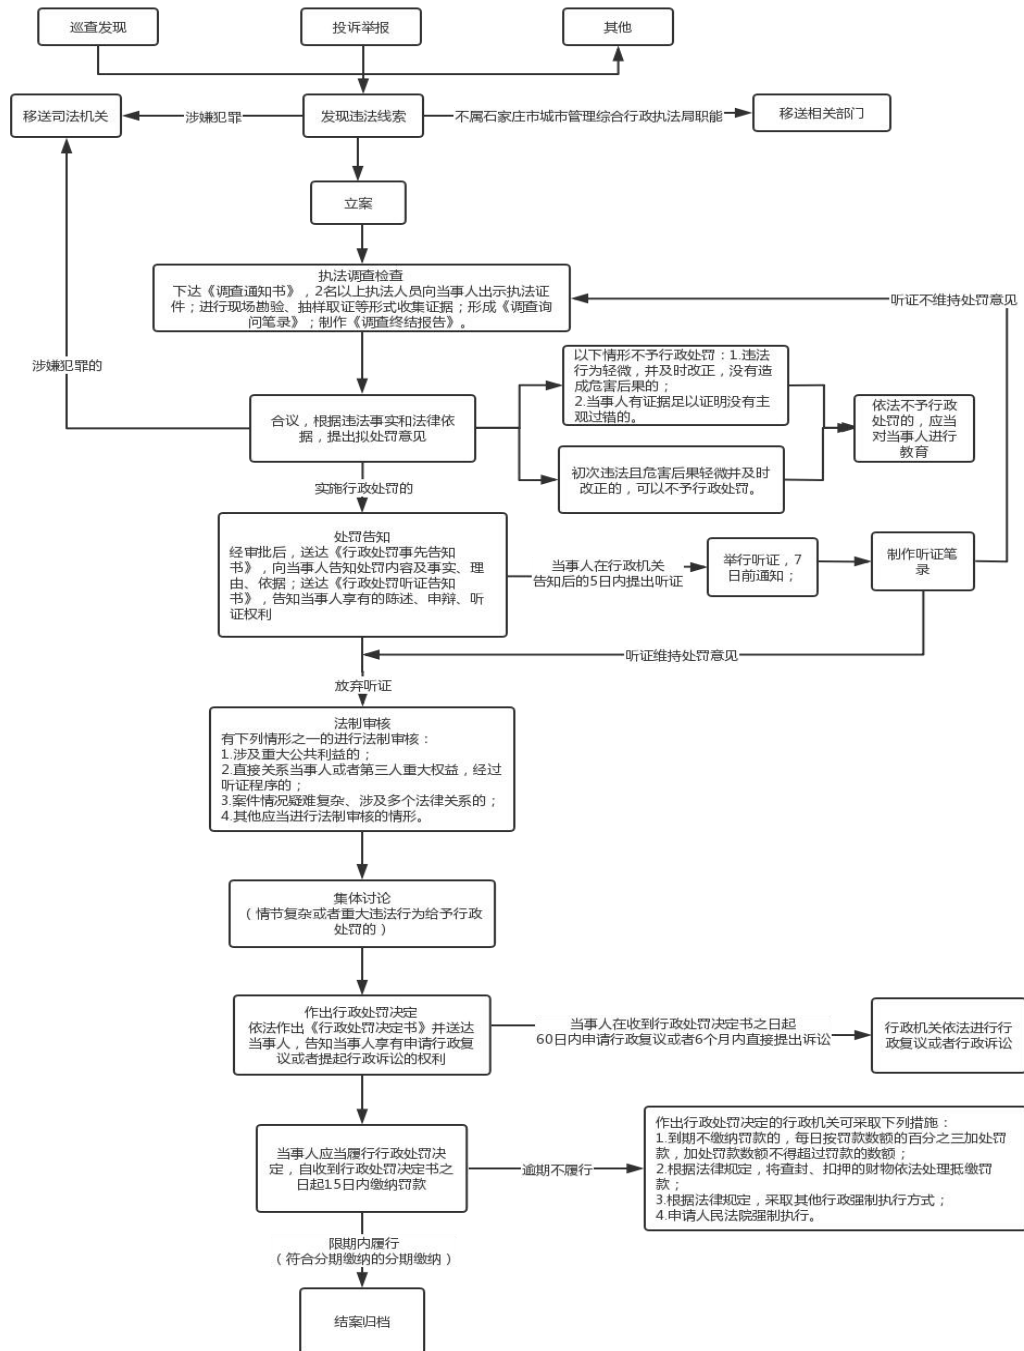 巡查发现
投诉举报
其他
移送司法机关
涉嫌犯罪
发现违法线索
不属石家庄市城市管理综合行政执法局职能
移送相关部门
立案
执法调查检查
下达《调查通知书》，2名以上执法人员向当事人出示执法证
件；进行现场勘验、抽样取证等形式收集证据；形成《调查询
问笔录》；制作《调查终结报告》。
听证不维持处罚意见
涉嫌犯罪的
以下情形不予行政处罚：1.违法
行为轻微，并及时改正，没有造
成危害后果的；
2.当事人有证据足以证明没有主
观过错的。
依法不予行政
处罚的，应当
对当事人进行
教育
合议，根据违法事实和法律依
据，提出拟处罚意见
初次违法且危害后果轻微并及时
改正的，可以不予行政处罚。
实施行政处罚的
处罚告知
经审批后，送达《行政处罚事先告知
书》，向当事人告知处罚内容及事实、理
由、依据；送达《行政处罚听证告知
书》，告知当事人享有的陈述、申辩、听
证权利
当事人在行政机关
告知后的5日内提出听证
举行听证，7
日前通知；
制作听证笔
录
听证维持处罚意见
放弃听证
法制审核
有下列情形之一的进行法制审核：
1.涉及重大公共利益的；
2.直接关系当事人或者第三人重大权益，经过
听证程序的；
3.案件情况疑难复杂、涉及多个法律关系的；
4.其他应当进行法制审核的情形。
集体讨论
（情节复杂或者重大违法行为给予行政
处罚的）
作出行政处罚决定
依法作出《行政处罚决定书》并送达
当事人，告知当事人享有申请行政复
议或者提起行政诉讼的权利
当事人在收到行政处罚决定书之日起
60日内申请行政复议或者6个月内直接提出诉讼
行政机关依法进行行
政复议或者行政诉讼
当事人应当履行行政处罚决
定，自收到行政处罚决定书之
日起15日内缴纳罚款
逾期不履行
作出行政处罚决定的行政机关可采取下列措施：
1.到期不缴纳罚款的，每日按罚款数额的百分之三加处罚
款，加处罚款数额不得超过罚款的数额；
2.根据法律规定，将查封、扣押的财物依法处理抵缴罚
款；
3.根据法律规定，采取其他行政强制执行方式；
4.申请人民法院强制执行。
限期内履行
（符合分期缴纳的分期缴纳）
结案归档